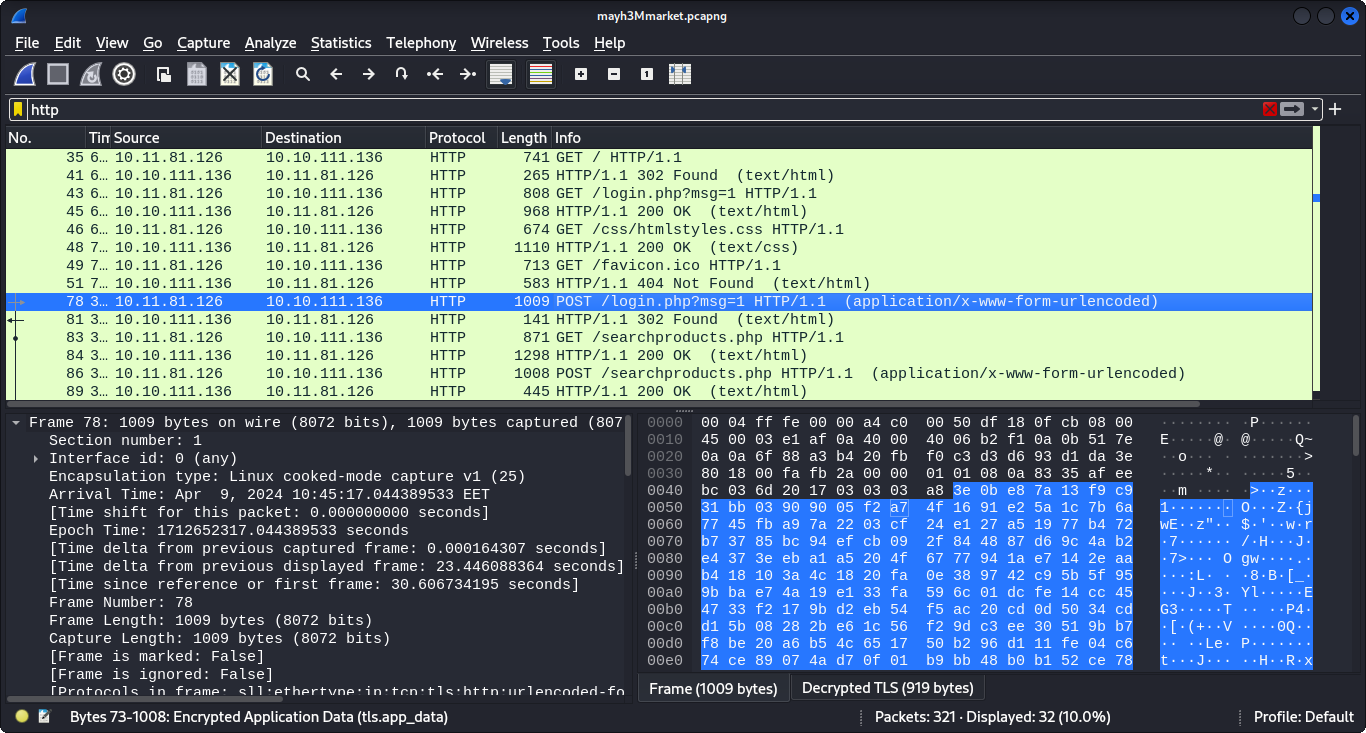 mayh3Mmarket.pcapng
File Edit View Go Capture Analyze Statistics Telephony Wireless Tools Help
http
No. Tim Source Destination Protocol Length Info
35 6… 10.11.81.126 10.10.111.136 HTTP 741 GET / HTTP/1.1
41 6… 10.10.111.136 10.11.81.126 HTTP 265 HTTP/1.1 302 Found (text/html)
43 6… 10.11.81.126 10.10.111.136 HTTP 808 GET /login.php?msg=1 HTTP/1.1
45 6… 10.10.111.136 10.11.81.126 HTTP 968 HTTP/1.1 200 OK (text/html)
46 6… 10.11.81.126 10.10.111.136 HTTP 674 GET /css/htmlstyles.css HTTP/1.1
48 7… 10.10.111.136 10.11.81.126 HTTP 1110 HTTP/1.1 200 OK (text/css)
49 7… 10.11.81.126 10.10.111.136 HTTP 713 GET /favicon.ico HTTP/1.1
51 7… 10.10.111.136 10.11.81.126 HTTP 583 HTTP/1.1 404 Not Found (text/html)
78 3… 10.11.81.126 10.10.111.136 HTTP 1009 POST /login.php?msg=1 HTTP/1.1 (application/x-www-form-urlencoded)
81 3… 10.10.111.136 10.11.81.126 HTTP 141 HTTP/1.1 302 Found (text/html)
83 3… 10.11.81.126 10.10.111.136 HTTP 871 GET /searchproducts.php HTTP/1.1
84 3… 10.10.111.136 10.11.81.126 HTTP 1298 HTTP/1.1 200 OK (text/html)
86 3… 10.11.81.126 10.10.111.136 HTTP 1008 POST /searchproducts.php HTTP/1.1 (application/x-www-form-urlencoded)
89 3… 10.10.111.136 10.11.81.126 HTTP 445 HTTP/1.1 200 OK (text/html)
Frame 78: 1009 bytes on wire (8072 bits), 1009 bytes captured (807
Section number: 1
Interface id: 0 (any)
Encapsulation type: Linux cooked-mode capture v1 (25)
Arrival Time: Apr 9, 2024 10:45:17.044389533 EET
[Time shift for this packet: 0.000000000 seconds]
Epoch Time: 1712652317.044389533 seconds
[Time delta from previous captured frame: 0.000164307 seconds]
[Time delta from previous displayed frame: 23.446088364 seconds]
[Time since reference or first frame: 30.606734195 seconds]
Frame Number: 78
Frame Length: 1009 bytes (8072 bits)
Capture Length: 1009 bytes (8072 bits)
[Frame is marked: False]
[Frame is ignored: False]
[Protocols in frame: sll:ethertype:ip:tcp:tls:http:urlencoded-fo
0000 00 04 ff fe 00 00 a4 c0 00 50 df 18 0f cb 08 00 ········ ·P······
0010 45 00 03 e1 af 0a 40 00 40 06 b2 f1 0a 0b 51 7e E·····@· @·····Q~
0020 0a 0a 6f 88 a3 b4 20 fb f0 c3 d3 d6 93 d1 da 3e ··o··· · ·······>
0030 80 18 00 fa fb 2a 00 00 01 01 08 0a 83 35 af ee ·····*·· ·····5··
0040 bc 03 6d 20 17 03 03 03 a8 3e 0b e8 7a 13 f9 c9 ··m ···· ·>··z···
0050 31 bb 03 90 90 05 f2 a7 4f 16 91 e2 5a 1c 7b 6a 1······· O···Z·{j
0060 77 45 fb a9 7a 22 03 cf 24 e1 27 a5 19 77 b4 72 wE··z"·· $·'··w·r
0070 b7 37 85 bc 94 ef cb 09 2f 84 48 87 d6 9c 4a b2 ·7······ /·H···J·
0080 e4 37 3e eb a1 a5 20 4f 67 77 94 1a e7 14 2e aa ·7>··· O gw····.·
0090 b4 18 10 3a 4c 18 20 fa 0e 38 97 42 c9 5b 5f 95 ···:L· · ·8·B·[_·
00a0 9b ba e7 4a 19 e1 33 fa 59 6c 01 dc fe 14 cc 45 ···J··3· Yl·····E
00b0 47 33 f2 17 9b d2 eb 54 f5 ac 20 cd 0d 50 34 cd G3·····T ·· ··P4·
00c0 d1 5b 08 28 2b e6 1c 56 f2 9d c3 ee 30 51 9b b7 ·[·(+··V ····0Q··
00d0 f8 be 20 a6 b5 4c 65 17 50 b2 96 d1 11 fe 04 c6 ·· ··Le· P·······
00e0 74 ce 89 07 4a d7 0f 01 b9 bb 48 b0 b1 52 ce 78 t···J··· ··H··R·x
Frame (1009 bytes) Decrypted TLS (919 bytes)
Bytes 73-1008: Encrypted Application Data (tls.app_data) Packets: 321 · Displayed: 32 (10.0%) Profile: Default